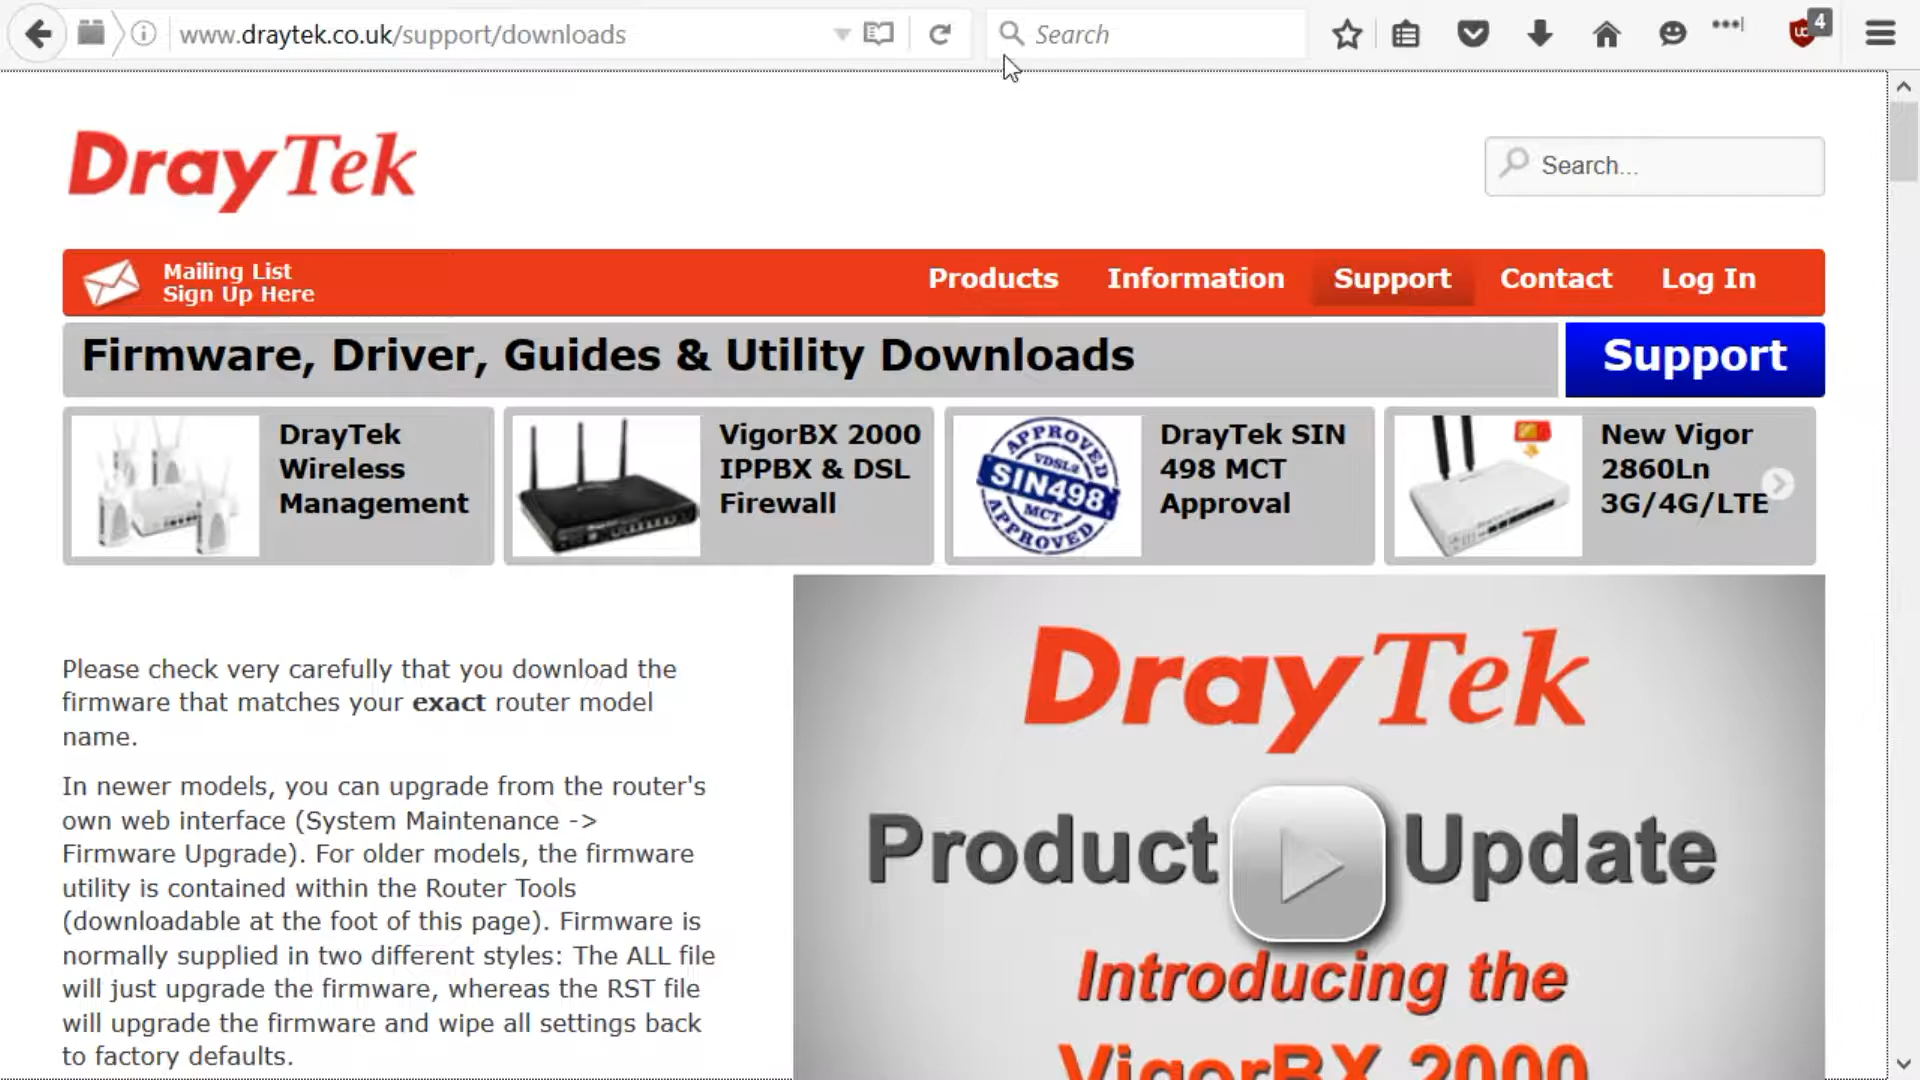 www.draytek.co.uk/support/downloads
Search
4
DrayTek
Search...
Mailing List
Sign Up Here
Products
Information
Support
Contact
Log In
Firmware, Driver, Guides & Utility Downloads
Support
DrayTek
Wireless
Management
VigorBX 2000
IPPBX & DSL
Firewall
APPROVED
VDSL2
SIN498
MCT
APPROVED
DrayTek SIN
498 MCT
Approval
New Vigor
2860Ln
3G/4G/LTE
Please check very carefully that you download the
firmware that matches your exact router model
name.
In newer models, you can upgrade from the router's
own web interface (System Maintenance ->
Firmware Upgrade). For older models, the firmware
utility is contained within the Router Tools
(downloadable at the foot of this page). Firmware is
normally supplied in two different styles: The ALL file
will just upgrade the firmware, whereas the RST file
will upgrade the firmware and wipe all settings back
to factory defaults.
DrayTek
Product Update
Introducing the
VigorBX 2000